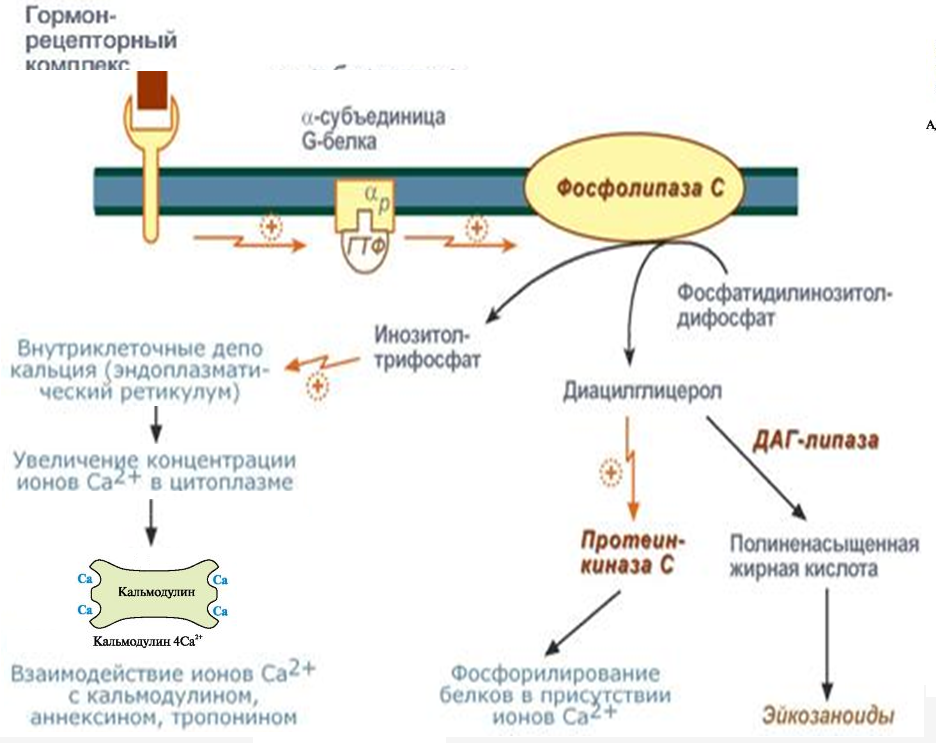 Гормон-
рецепторный
комплекс
α-субъединица
G-белка
Фосфолипаза С
αp
ГТФ
Фосфатидилинозитол-
дифосфат
Инозитол-
трифосфат
Внутриклеточные депо
кальция (эндоплазмати-
ческий ретикулум)
Диацилглицерол
ДАГ-липаза
Увеличение концентрации
ионов Ca2+ в цитоплазме
Протеин-
киназа С
Полиненасыщенная
жирная кислота
Ca
Ca
Кальмодулин
Ca
Ca
Кальмодулин 4Ca2+
Взаимодействие ионов Ca2+
с кальмодулином,
аннексином, тропонином
Фосфорилирование
белков в присутствии
ионов Ca2+
Эйкозаноиды